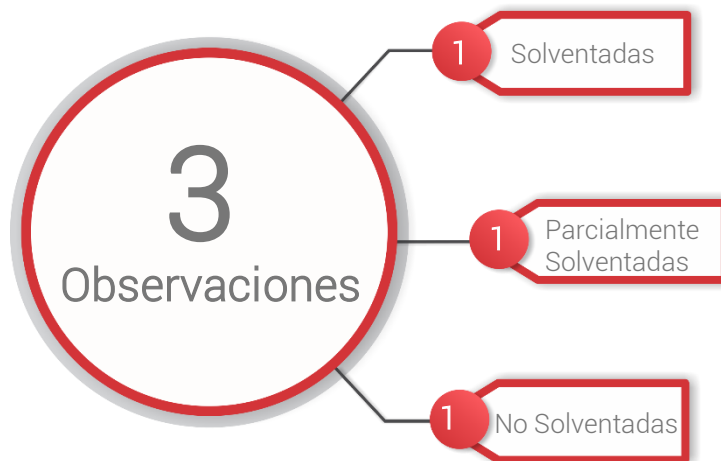 3
Observaciones
1
Solventadas
1
Parcialmente
Solventadas
1
No Solventadas